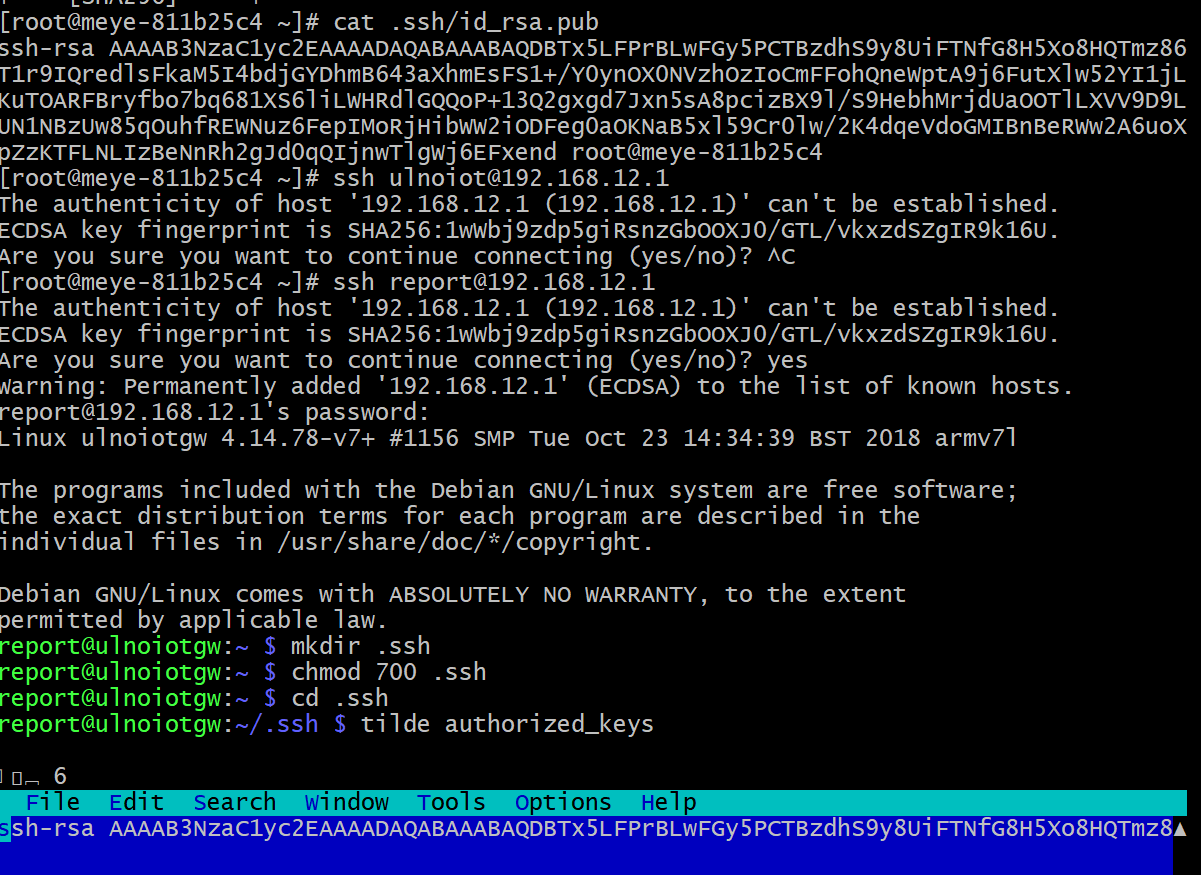 [root@meye-811b25c4 ~]# cat .ssh/id_rsa.pub
ssh-rsa AAAAB3NzaC1yc2EAAAADAQABAAABAQDBTx5LFPrBLwFGy5PCTBzdhS9y8UiFTNfG8H5Xo8HQTmz86
T1r9IQredlsFkaM5I4bdjGYDhmB643aXhmEsFS1+/Y0ynOX0NVzhOzIoCmFFohQneWptA9j6FutXlw52YI1jL
KuTOARFBryfbo7bq681XS6liLWHRdlGQQoP+13Q2gxgd7Jxn5sA8pcizBX9l/S9HebhMrjdUaOOTlLXVV9D9L
UN1NBzUw85qOuhfREWNuz6FepIMoRjHibWW2iODFeg0aOKNaB5xl59Cr0lw/2K4dqeVdoGMIBnBeRWw2A6uoX
pZzKTFLNLIzBeNnRh2gJd0qQIjnwTlgWj6EFxend root@meye-811b25c4
[root@meye-811b25c4 ~]# ssh ulnoiot@192.168.12.1
The authenticity of host '192.168.12.1 (192.168.12.1)' can't be established.
ECDSA key fingerprint is SHA256:1wWbj9zdp5giRsnzGbOOXJ0/GTL/vkxzdSZgIR9k16U.
Are you sure you want to continue connecting (yes/no)? ^C
[root@meye-811b25c4 ~]# ssh report@192.168.12.1
The authenticity of host '192.168.12.1 (192.168.12.1)' can't be established.
ECDSA key fingerprint is SHA256:1wWbj9zdp5giRsnzGbOOXJ0/GTL/vkxzdSZgIR9k16U.
Are you sure you want to continue connecting (yes/no)? yes
Warning: Permanently added '192.168.12.1' (ECDSA) to the list of known hosts.
report@192.168.12.1's password:
Linux ulnoiotgw 4.14.78-v7+ #1156 SMP Tue Oct 23 14:34:39 BST 2018 armv7l
The programs included with the Debian GNU/Linux system are free software;
the exact distribution terms for each program are described in the
individual files in /usr/share/doc/*/copyright.
Debian GNU/Linux comes with ABSOLUTELY NO WARRANTY, to the extent
permitted by applicable law.
report@ulnoiotgw:~ $ mkdir .ssh
report@ulnoiotgw:~ $ chmod 700 .ssh
report@ulnoiotgw:~ $ cd .ssh
report@ulnoiotgw:~/.ssh $ tilde authorized_keys
6
File Edit Search Window Tools Options Help
ssh-rsa AAAAB3NzaC1yc2EAAAADAQABAAABAQDBTx5LFPrBLwFGy5PCTBzdhS9y8UiFTNfG8H5Xo8HQTmz8